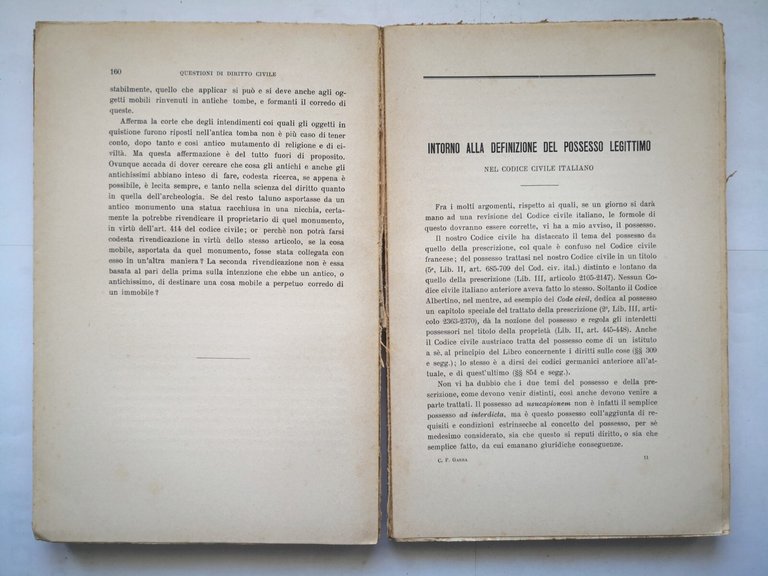 160 QUESTIONI DI DIRITTO CIVILE
stabilmente, quello che applicar si può e si deve anche agli og-
getti mobili rinvenuti in antiche tombe, e formanti il corredo di
queste.
Afferma la corte che degli intendimenti coi quali gli oggetti in
quistione furono riposti nell'antica tomba non è più caso di tener
conto, dopo tanto e cosi antico mutamento di religione e di ci-
viltà. Ma questa affermazione è del tutto fuori di proposito.
Ovunque accada di dover cercare che cosa gli antichi e anche gli
antichissimi abbiano inteso di fare, codesta ricerca, se appena è
possibile, è lecita sempre, e tanto nella scienza del diritto quanto
in quella dell'archeologia. Se del resto taluno asportasse da un
antico monumento una statua racchiusa in una nicchia, certa-
mente la potrebbe rivendicare il proprietario di quel monumento,
in virtù dell'art. 414 del codice civile; or perchè non potrà farsi
codesta rivendicazione in virtù dello stesso articolo, se la cosa
mobile, asportata da quel monumento, fosse stata collegata con
esso in un'altra maniera? La seconda rivendicazione non è essa
basata al pari della prima sulla intenzione che ebbe un antico, o
antichissimo, di destinare una cosa mobile a perpetuo corredo di
un immobile?
INTORNO ALLA DEFINIZIONE DEL POSSESSO LEGITTIMO
NEL CODICE CIVILE ITALIANO
Fra i molti argomenti, rispetto ai quali, se un giorno si darà
mano ad una revisione del Codice civile italiano, le formole di
questo dovranno essere corrette, vi ha a mio avviso, il possesso.
Il nostro Codice civile ha distaccato il tema del possesso da
quello della prescrizione, col quale è confuso nel Codice civile
francese; del possesso trattasi nel nostro Codice civile in un titolo
(5º, Lib. II, art. 685-709 del Cod. civ. ital.) distinto e lontano da
quello della prescrizione (Lib. III, articolo 2105-2147). Nessun Co-
dice civile italiano anteriore aveva fatto lo stesso. Soltanto il Codice
Albertino, nel mentre, ad esempio del Code civil, dedica al possesso
un capitolo speciale del trattato della prescrizione (2º, Lib. III, arti-
colo 2363-2370), dà la nozione del possesso e regola gli interdetti
possessori nel titolo della proprietà (Lib. II, art. 445-448). Anche
il Codice civile austriaco tratta del possesso come di un istituto
a sè, al principio del Libro concernente i diritti sulle cose (§§ 309
e segg.); lo stesso è a dirsi dei codici germanici anteriore all'at-
tuale, e di quest'ultimo (§§ 854 e segg.).
Non vi ha dubbio che i due temi del possesso e della pre-
scrizione, come devono venir distinti, così anche devono venire a
parte trattati. Il possesso ad usucapionem non è infatti il semplice
possesso ad interdicta, ma è questo possesso coll'aggiunta di re-
quisiti e condizioni estrinseche al concetto del possesso, per sè
medesimo considerato, sia che questo si reputi diritto, o sia che
semplice fatto, da cui emanano giuridiche conseguenze.
C. F. GABBA 11